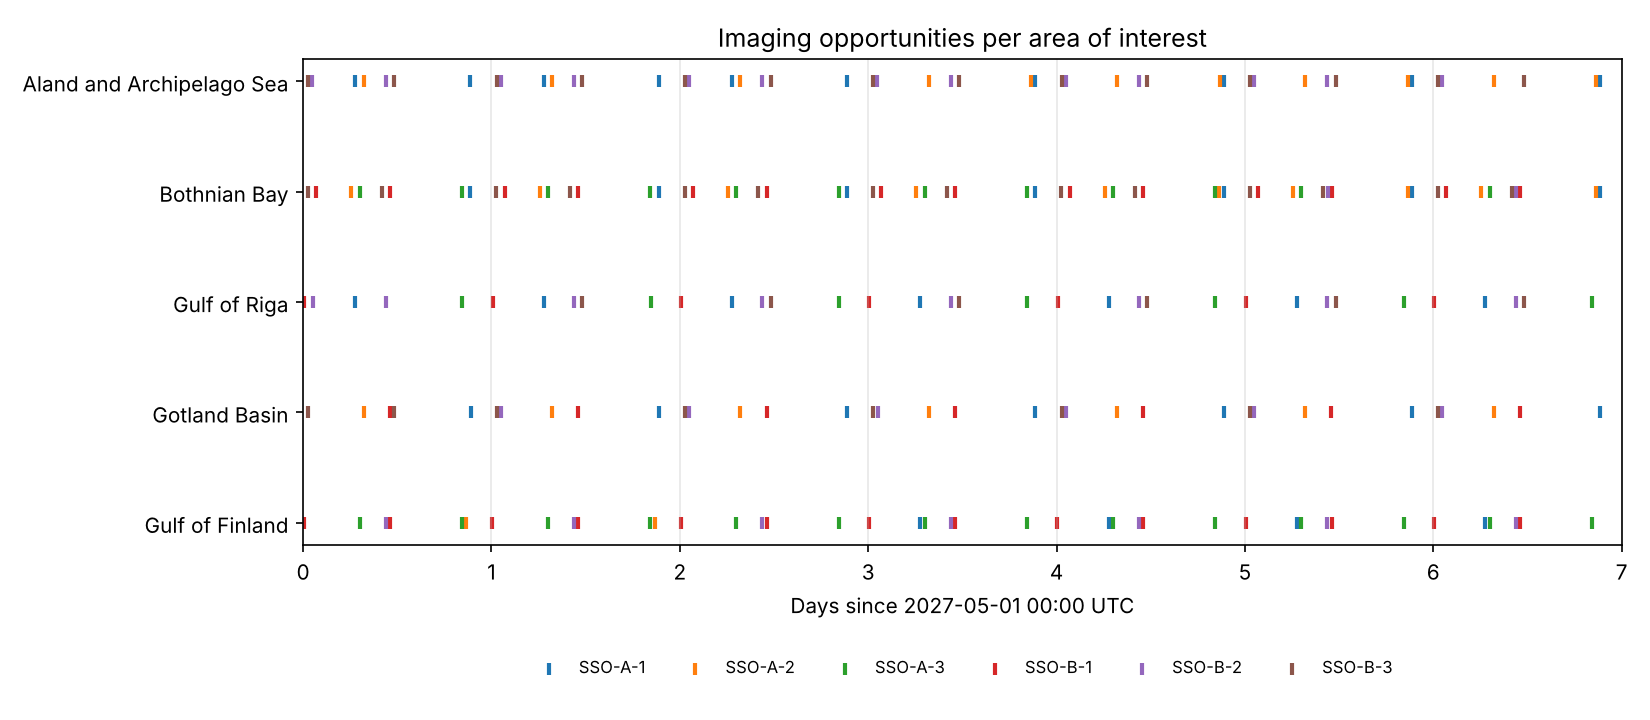 Imaging opportunities per area of interest
Aland and Archipelago Sea
Bothnian Bay
Gulf of Riga
Gotland Basin
Gulf of Finland
0 1 2 3 4 5 6 7
Days since 2027-05-01 00:00 UTC
SSO-A-1 SSO-A-2 SSO-A-3 SSO-B-1 SSO-B-2 SSO-B-3